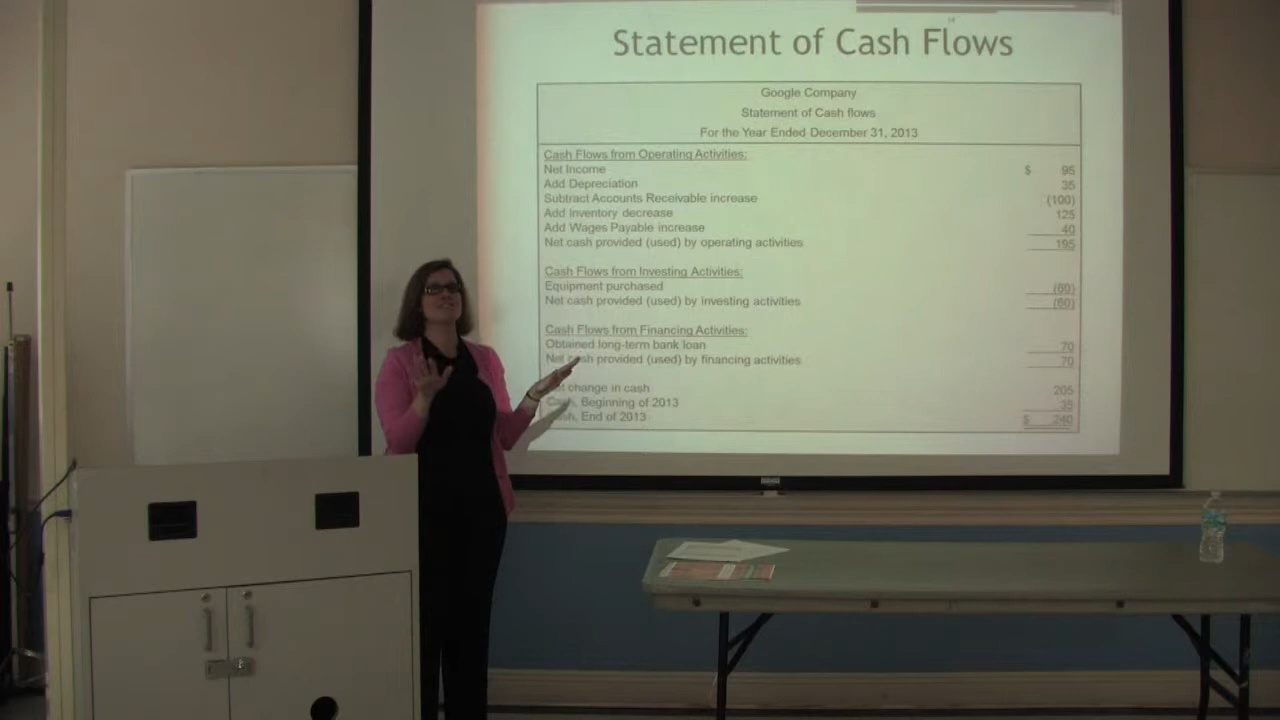 14
Statement of Cash Flows
Google Company
Statement of Cash flows
For the Year Ended December 31, 2013
Cash Flows from Operating Activities:
Net Income $ 95
Add Depreciation 35
Subtract Accounts Receivable increase (100)
Add Inventory decrease 125
Add Wages Payable increase 40
Net cash provided (used) by operating activities 195
Cash Flows from Investing Activities:
Equipment purchased (60)
Net cash provided (used) by investing activities (60)
Cash Flows from Financing Activities:
Obtained long-term bank loan 70
Net cash provided (used) by financing activities 70
Net change in cash 205
Cash, Beginning of 2013 35
Cash, End of 2013 $ 240